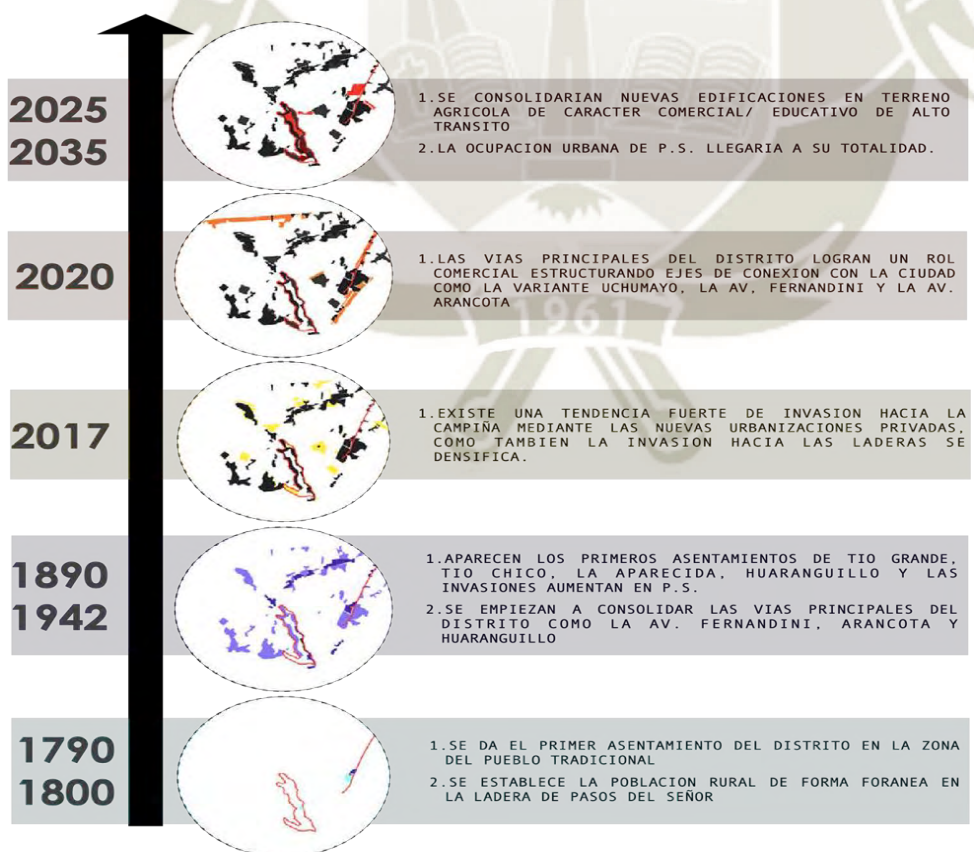 2025
2035
1.SE CONSOLIDARIAN NUEVAS EDIFICACIONES EN TERRENO
AGRICOLA DE CARACTER COMERCIAL/ EDUCATIVO DE ALTO
TRANSITO
2.LA OCUPACION URBANA DE P.S. LLEGARIA A SU TOTALIDAD.
2020
1.LAS VIAS PRINCIPALES DEL DISTRITO LOGRAN UN ROL
COMERCIAL ESTRUCTURANDO EJES DE CONEXION CON LA CIUDAD
COMO LA VARIANTE UCHUMAYO, LA AV, FERNANDINI Y LA AV.
ARANCOTA
1961
2017
1.EXISTE UNA TENDENCIA FUERTE DE INVASION HACIA LA
CAMPIÑA MEDIANTE LAS NUEVAS URBANIZACIONES PRIVADAS,
COMO TAMBIEN LA INVASION HACIA LAS LADERAS SE
DENSIFICA.
1890
1942
1.APARECEN LOS PRIMEROS ASENTAMIENTOS DE TIO GRANDE,
TIO CHICO, LA APARECIDA, HUARANGUILLO Y LAS
INVASIONES AUMENTAN EN P.S.
2.SE EMPIEZAN A CONSOLIDAR LAS VIAS PRINCIPALES DEL
DISTRITO COMO LA AV. FERNANDINI, ARANCOTA Y
HUARANGUILLO
1790
1800
1.SE DA EL PRIMER ASENTAMIENTO DEL DISTRITO EN LA ZONA
DEL PUEBLO TRADICIONAL
2.SE ESTABLECE LA POBLACION RURAL DE FORMA FORANEA EN
LA LADERA DE PASOS DEL SEÑOR